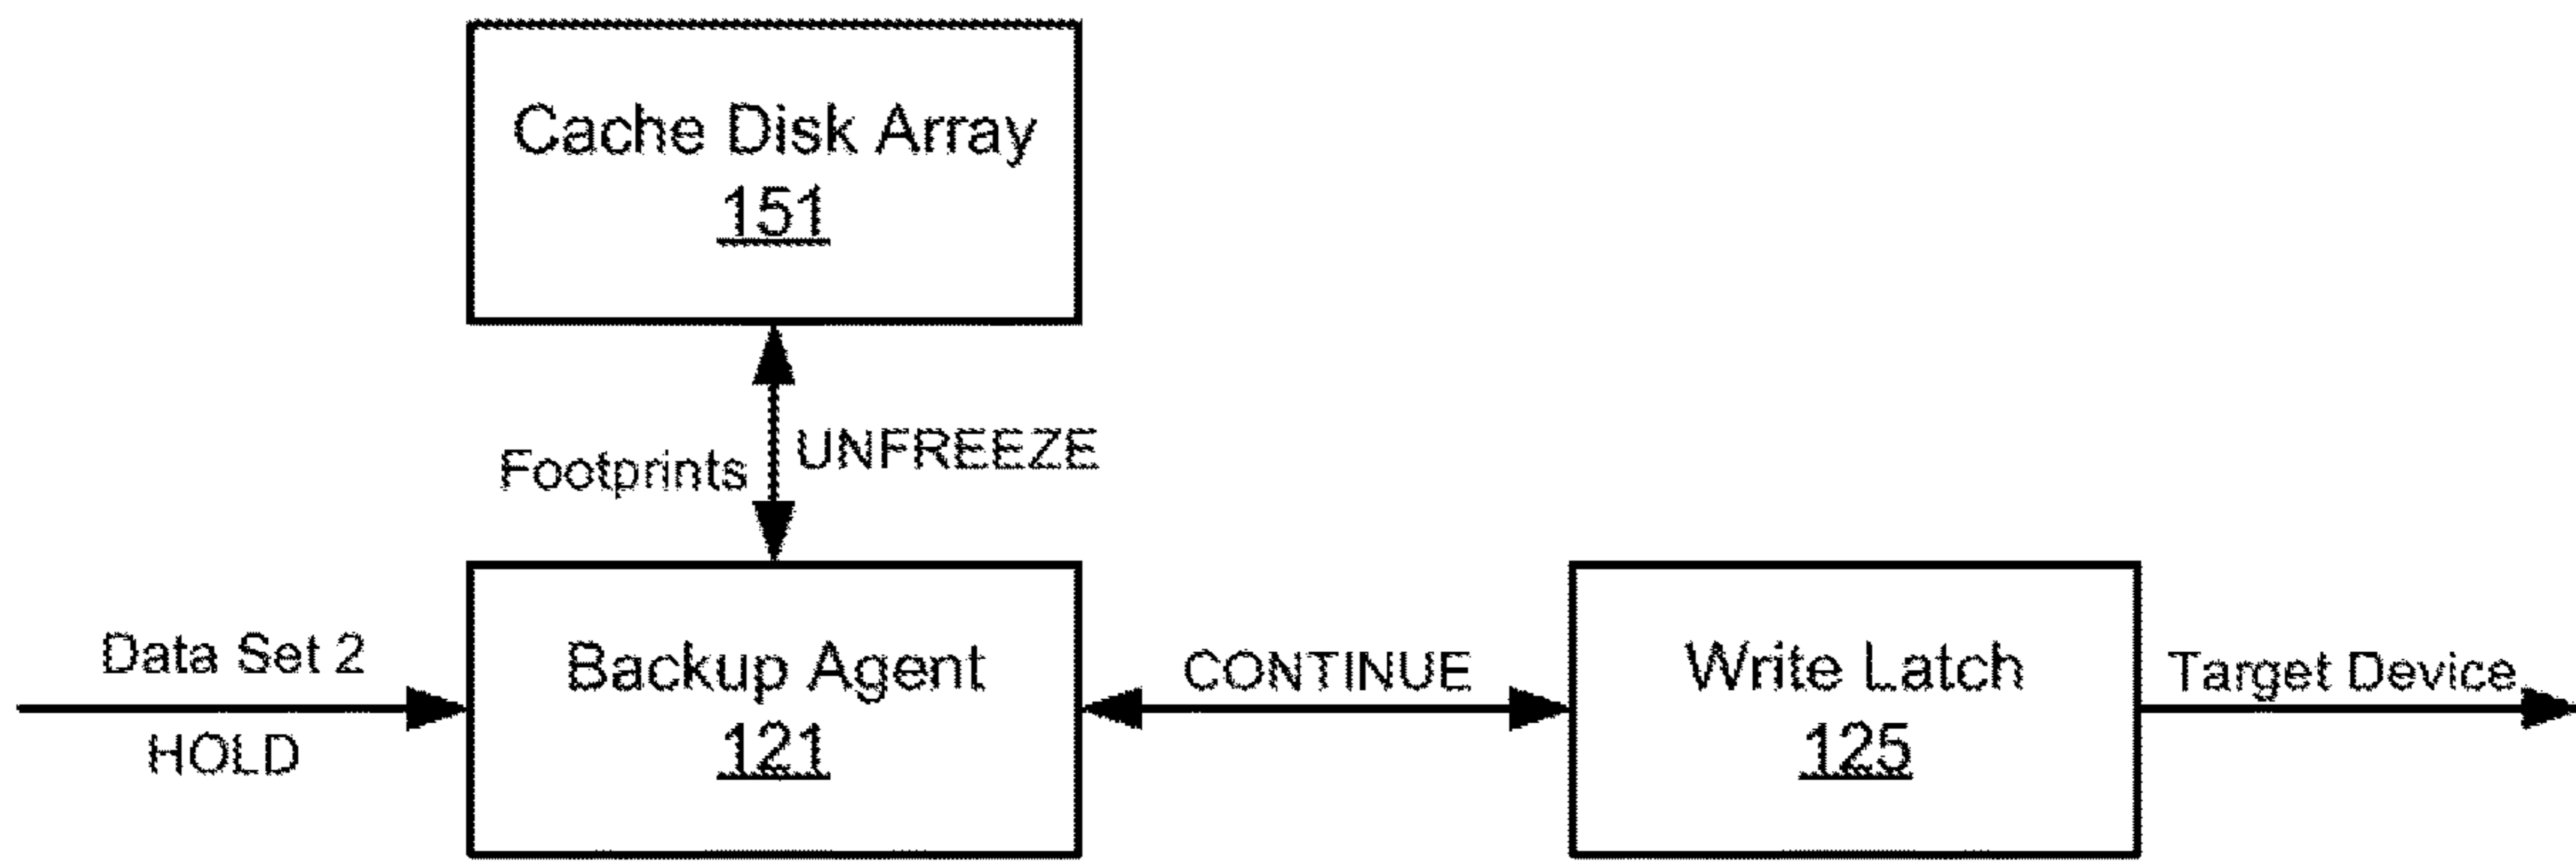 Cache Disk Array
151
Footprints
UNFREEZE
Data Set 2
HOLD
Backup Agent
121
CONTINUE
Write Latch
125
Target Device